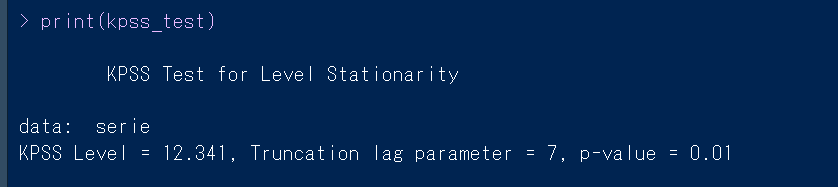 > print(kpss_test)
KPSS Test for Level Stationarity
data:  serie
KPSS Level = 12.341, Truncation lag parameter = 7, p-value = 0.01